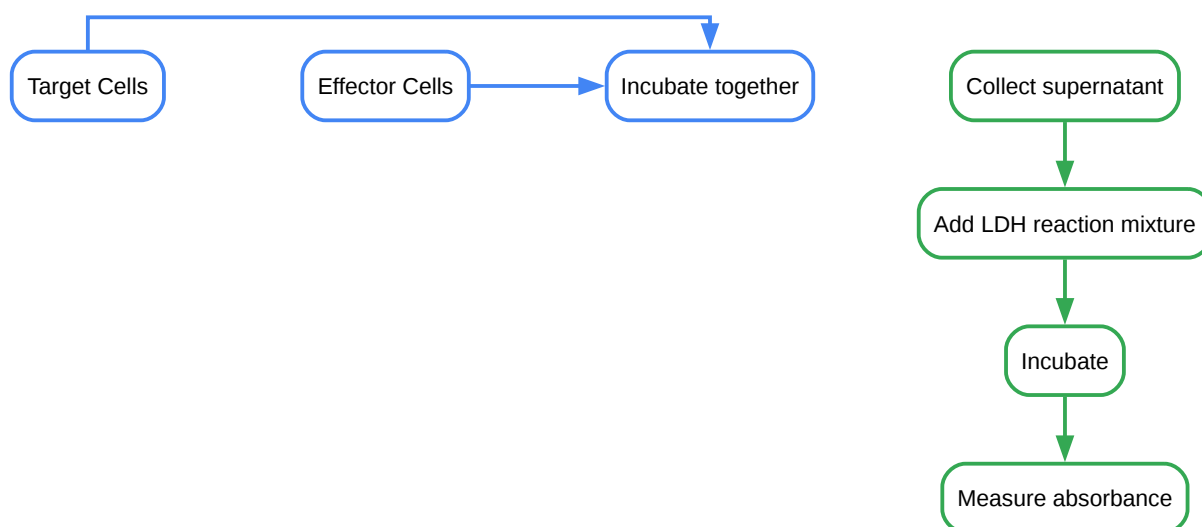 Target Cells
Effector Cells
Incubate together
Collect supernatant
Add LDH reaction mixture
Incubate
Measure absorbance